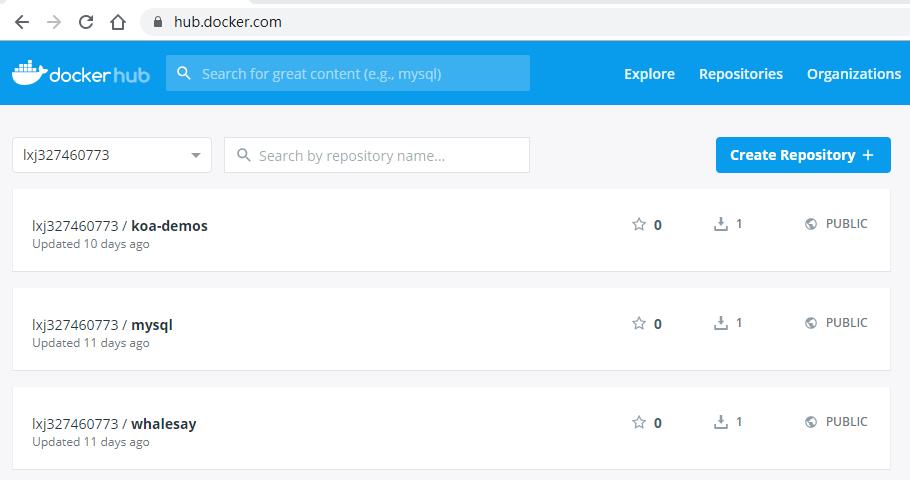 hub.docker.com
docker hub
Search for great content (e.g., mysql)
Explore
Repositories
Organizations
lxj327460773
Search by repository name...
Create Repository +
lxj327460773 / koa-demos
0
1
PUBLIC
Updated 10 days ago
lxj327460773 / mysql
0
1
PUBLIC
Updated 11 days ago
lxj327460773 / whalesay
0
1
PUBLIC
Updated 11 days ago